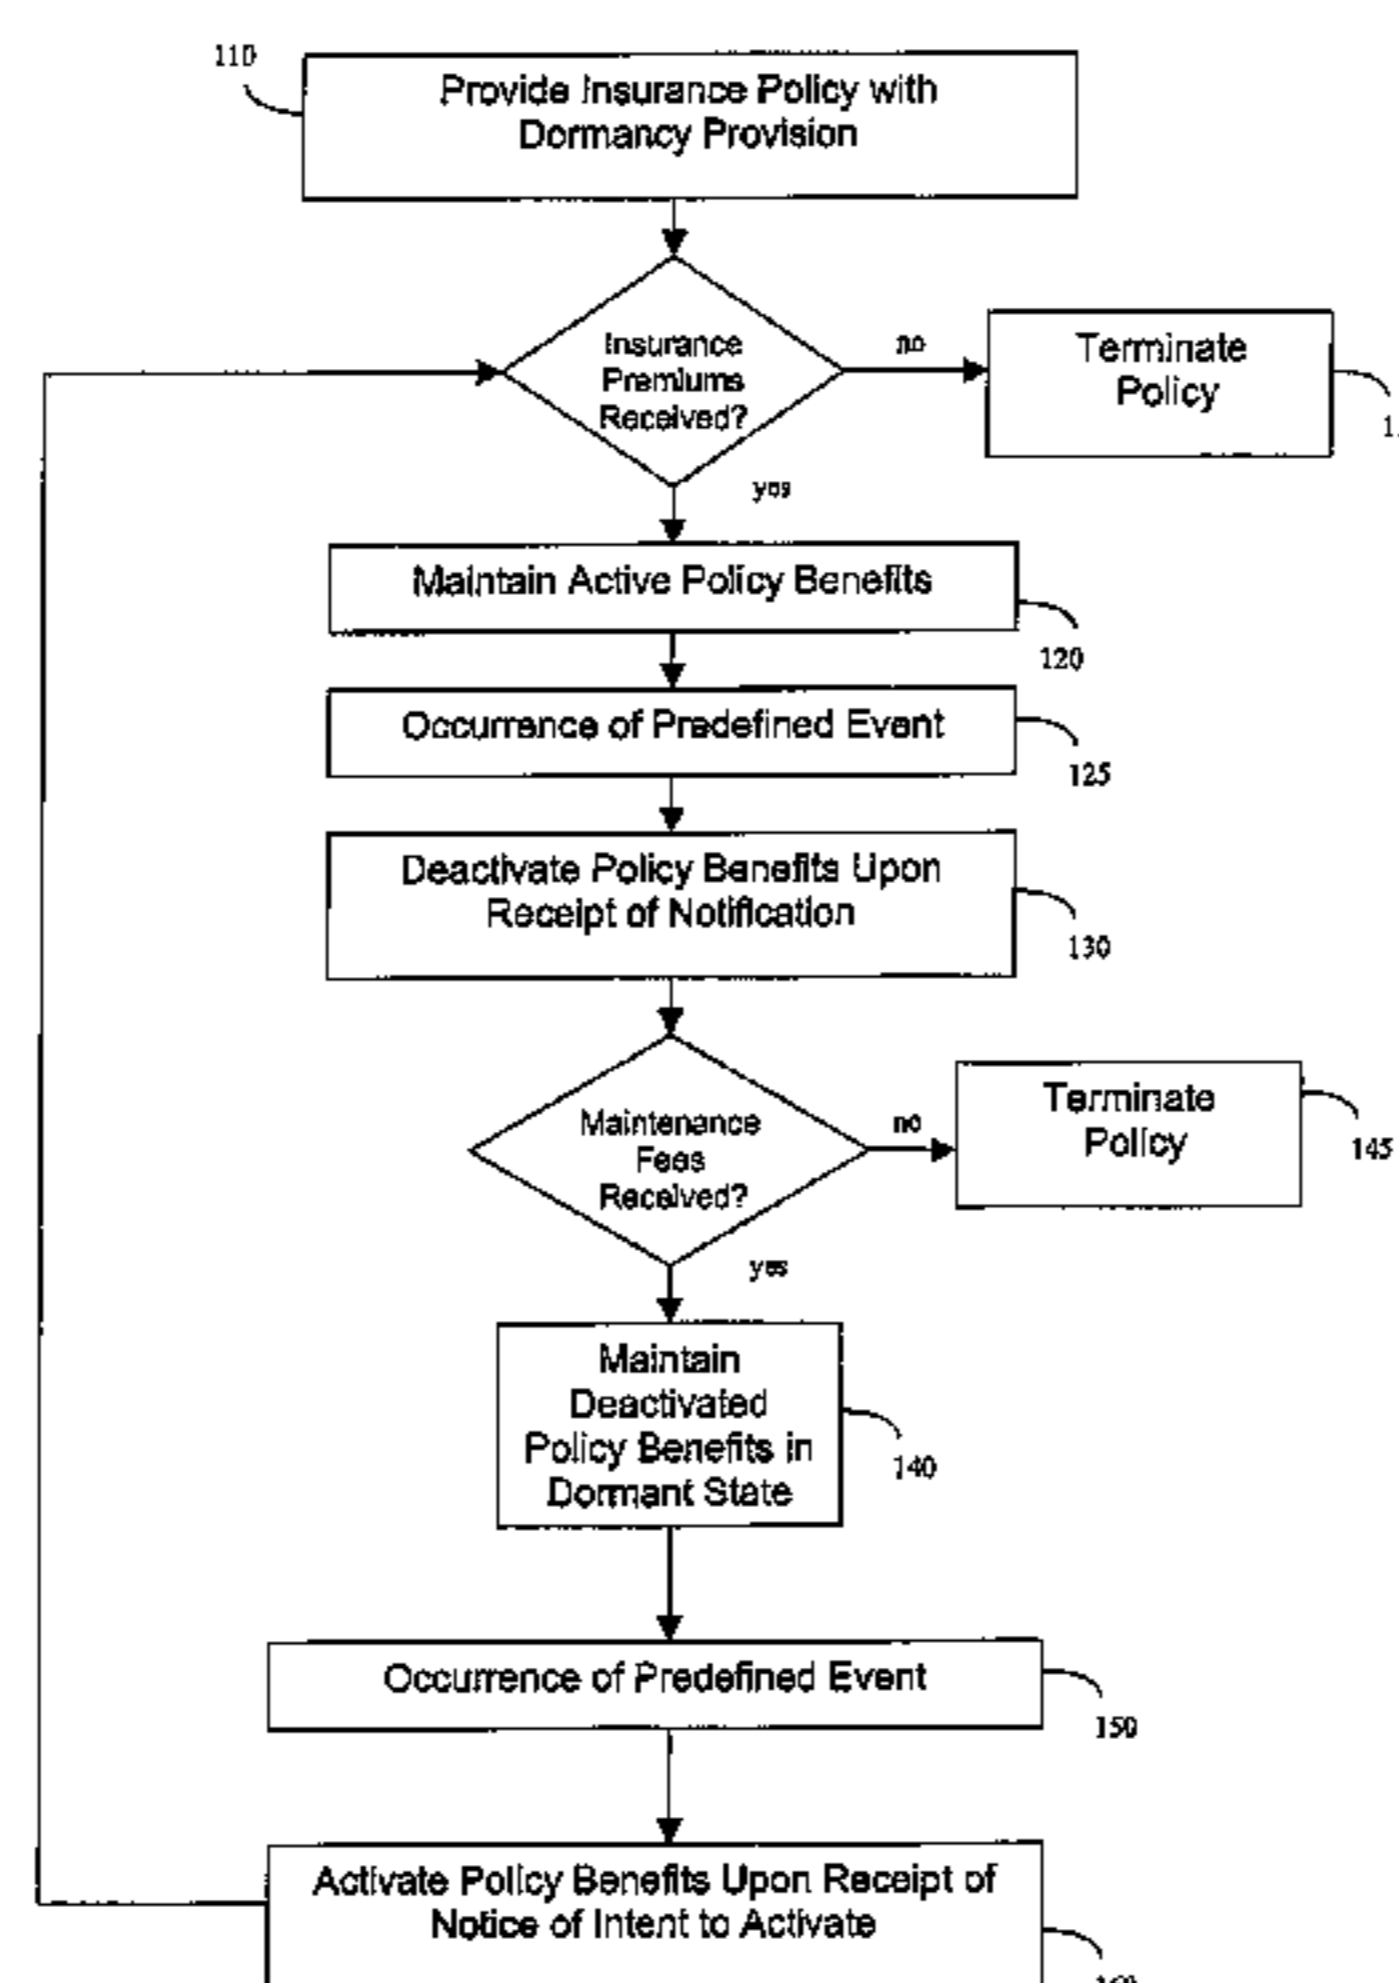 110
Provide Insurance Policy with
Dormancy Provision
Insurance
Premiums
Received?
no
Terminate
Policy
yes
Maintain Active Policy Benefits
120
Occurrence of Predefined Event
125
Deactivate Policy Benefits Upon
Receipt of Notification
130
Maintenance
Fees
Received?
no
Terminate
Policy
145
yes
Maintain
Deactivated
Policy Benefits in
Dormant State
140
Occurrence of Predefined Event
150
Activate Policy Benefits Upon Receipt of
Notice of Intent to Activate